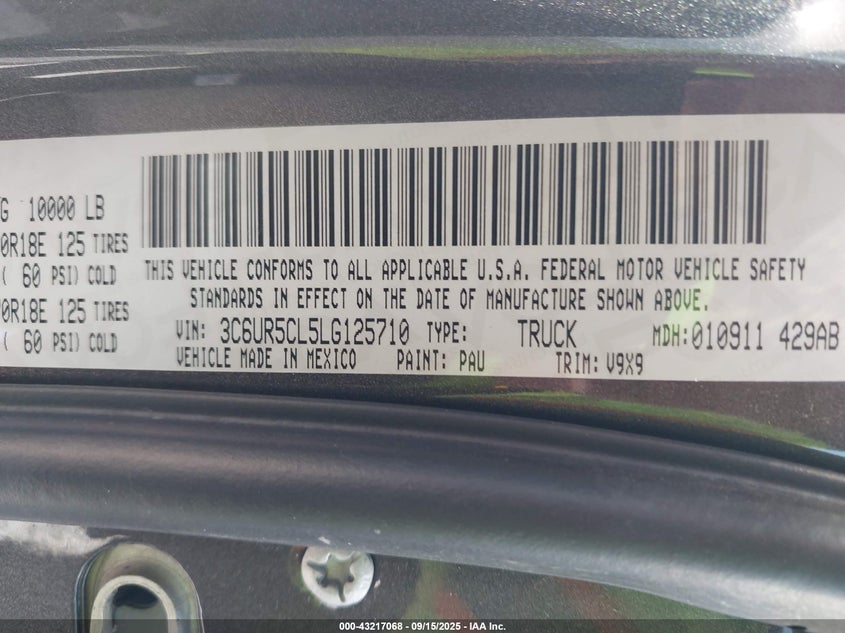 G 10000 LB
0R18E 125 TIRES
( 60 PSI) COLD
0R18E 125 TIRES
( 60 PSI) COLD
THIS VEHICLE CONFORMS TO ALL APPLICABLE U.S.A. FEDERAL MOTOR VEHICLE SAFETY
STANDARDS IN EFFECT ON THE DATE OF MANUFACTURE SHOWN ABOVE.
VIN: 3C6UR5CL5LG125710 TYPE: TRUCK MDH:010911 429AB
VEHICLE MADE IN MEXICO PAINT: PAU TRIM: V9X9
000-43217068 - 09/15/2025 - IAA Inc.